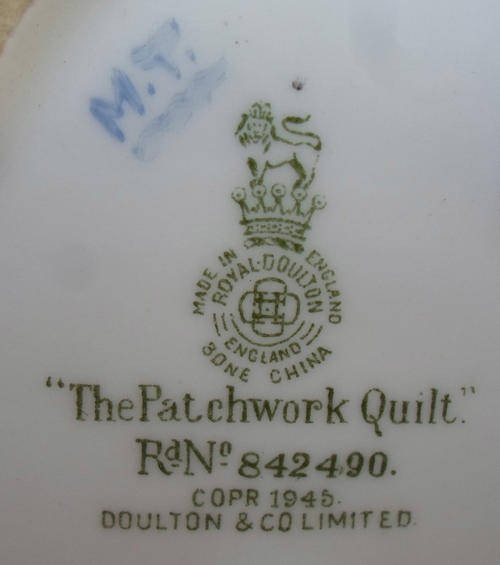 M.T.
MADE IN ENGLAND
ROYAL·DOULTON
ENGLAND
BONE CHINA
"The Patchwork Quilt."
RdNo 842490.
COPR 1945.
DOULTON & CO LIMITED.